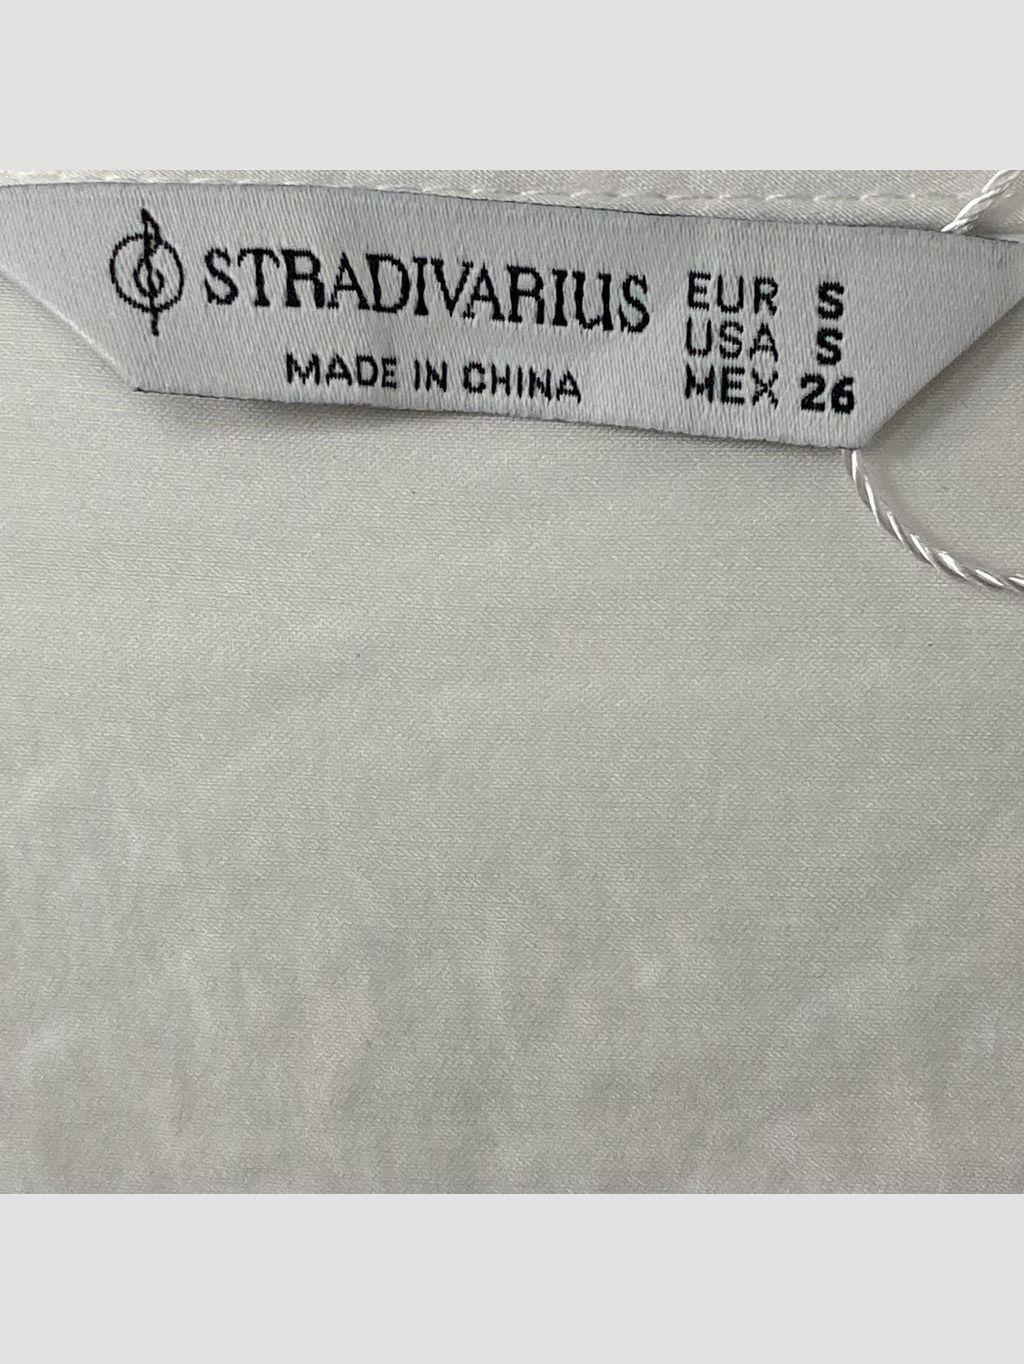 STRADIVARIUS
MADE IN CHINA
EUR S
USA S
MEX 26